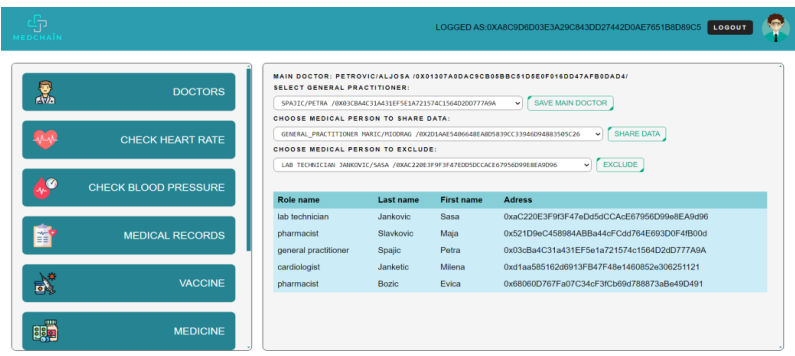 MEDCHAIN
LOGGED AS:0XA8C9D6D03E3A29C843DD27442D0AE7651B8D89C5
LOGOUT
DOCTORS
CHECK HEART RATE
CHECK BLOOD PRESSURE
MEDICAL RECORDS
VACCINE
MEDICINE
MAIN DOCTOR: PETROVIC/ALJOSA /0X01307A0DAC9CB05BBC51D5E0F016DD47AFB0DAD4/
SELECT GENERAL PRACTITIONER:
SPAJIC/PETRA /0X03CBA4C31A431EF5E1A721574C1564D2DD777A9A
SAVE MAIN DOCTOR
CHOOSE MEDICAL PERSON TO SHARE DATA:
GENERAL_PRACTITIONER MARIC/MIODRAG /0X2D1AAE5406648EA8D5839CC33946D94883505C26
SHARE DATA
CHOOSE MEDICAL PERSON TO EXCLUDE:
LAB TECHNICIAN JANKOVIC/SASA /0XAC220E3F9F3F47EDD5DCCACE67956D99E8EA9D96
EXCLUDE
Role name Last name First name Adress
lab technician Jankovic Sasa 0xaC220E3F9f3F47eDd5dCCAcE67956D99e8EA9d96
pharmacist Slavkovic Maja 0x521D9eC458984ABBa44cFCdd764E693D0F4fB00d
general practitioner Spajic Petra 0x03cBa4C31a431EF5e1a721574c1564D2dD777A9A
cardiologist Janketic Milena 0xd1aa585162d6913FB47F48e1460852e306251121
pharmacist Bozic Evica 0x68060D767Fa07C34cF3fCb69d788873aBe49D491